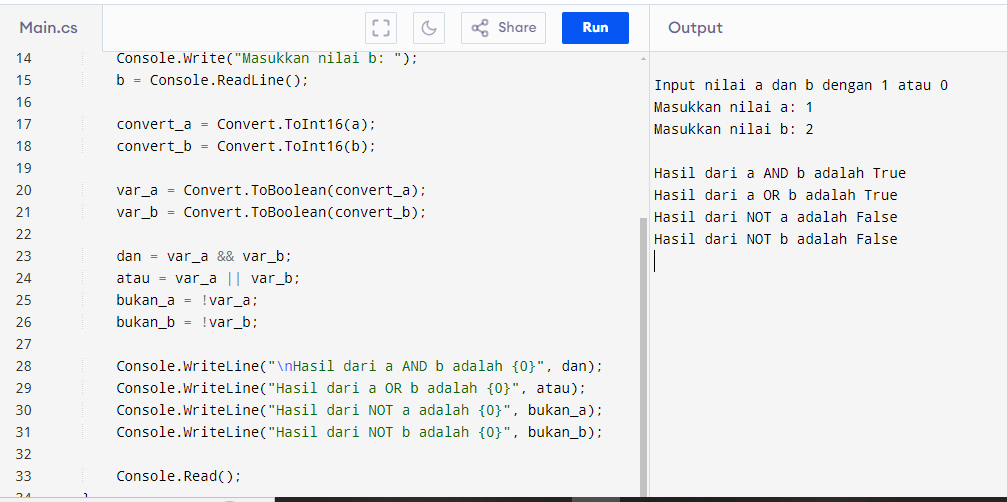 Main.cs
Share
Run
Output
14 Console.Write("Masukkan nilai b: ");
15 b = Console.ReadLine();
16
17 convert_a = Convert.ToInt16(a);
18 convert_b = Convert.ToInt16(b);
19
20 var_a = Convert.ToBoolean(convert_a);
21 var_b = Convert.ToBoolean(convert_b);
22
23 dan = var_a && var_b;
24 atau = var_a || var_b;
25 bukan_a = !var_a;
26 bukan_b = !var_b;
27
28 Console.WriteLine("\nHasil dari a AND b adalah {0}", dan);
29 Console.WriteLine("Hasil dari a OR b adalah {0}", atau);
30 Console.WriteLine("Hasil dari NOT a adalah {0}", bukan_a);
31 Console.WriteLine("Hasil dari NOT b adalah {0}", bukan_b);
32
33 Console.Read();
34 }
Input nilai a dan b dengan 1 atau 0
Masukkan nilai a: 1
Masukkan nilai b: 2
Hasil dari a AND b adalah True
Hasil dari a OR b adalah True
Hasil dari NOT a adalah False
Hasil dari NOT b adalah False